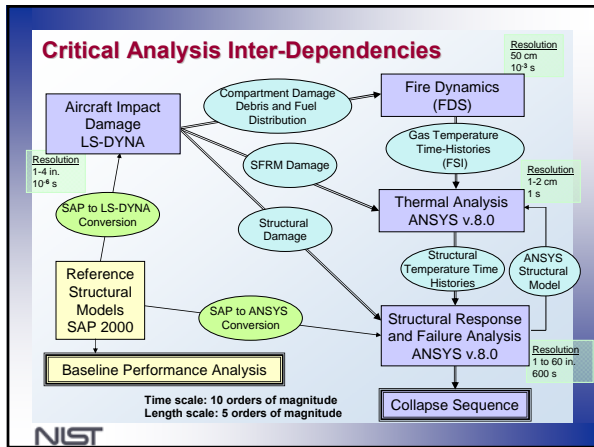 Critical Analysis Inter-Dependencies
Resolution
50 cm
10-3 s
Aircraft Impact
Damage
LS-DYNA
Compartment Damage
Debris and Fuel
Distribution
Fire Dynamics
(FDS)
Gas Temperature
Time-Histories
(FSI)
Resolution
1-4 in.
10-6 s
SFRM Damage
Resolution
1-2 cm
1 s
SAP to LS-DYNA
Conversion
Structural
Damage
Thermal Analysis
ANSYS v.8.0
Reference
Structural
Models
SAP 2000
Structural
Temperature Time
Histories
ANSYS
Structural
Model
SAP to ANSYS
Conversion
Structural Response
and Failure Analysis
ANSYS v.8.0
Resolution
1 to 60 in.
600 s
Baseline Performance Analysis
Time scale: 10 orders of magnitude
Length scale: 5 orders of magnitude
Collapse Sequence
NIST